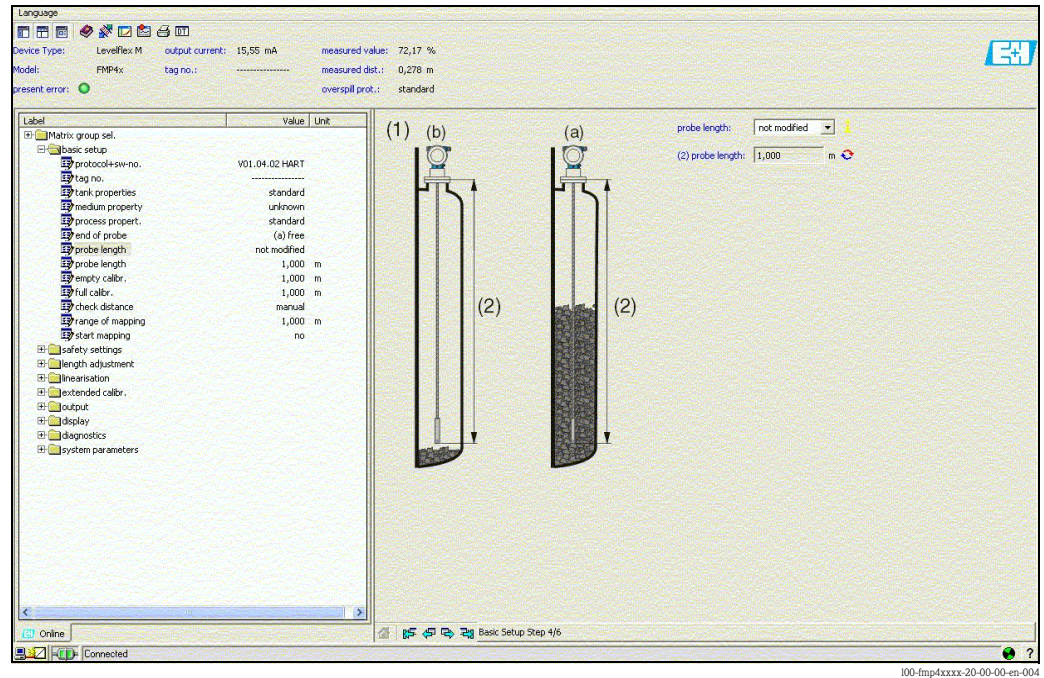 Language
DT
Device Type: Levelflex M output current: 15,55 mA measured value: 72,17 %
Model: FMP4x tag no.: --------------- measured dist.: 0,278 m
present error: overspill prot.: standard
E+H
Label Value Unit
Matrix group sel.
basic setup
protocol+sw-no. V01.04.02 HART
tag no. ---------------
tank properties standard
medium property unknown
process propert. standard
end of probe (a) free
probe length not modified
probe length 1,000 m
empty calibr. 1,000 m
full calibr. 1,000 m
check distance manual
range of mapping 1,000 m
start mapping no
safety settings
length adjustment
linearisation
extended calibr.
output
display
diagnostics
system parameters
Online
(1) (b) (a)
(2) (2)
probe length: not modified
(2) probe length: 1,000 m
Basic Setup Step 4/6
Connected ?
l00-fmp4xxxx-20-00-00-en-004